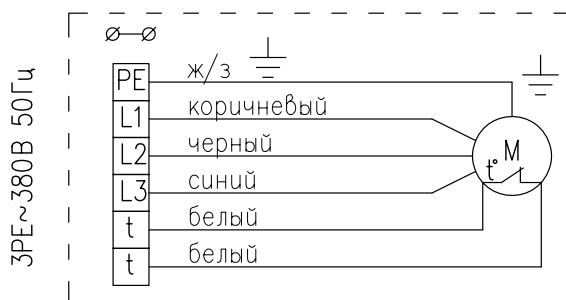 3PE~380В 50Гц
PE ж/з
L1 коричневый
L2 черный
L3 синий
t белый
t белый
M
t°